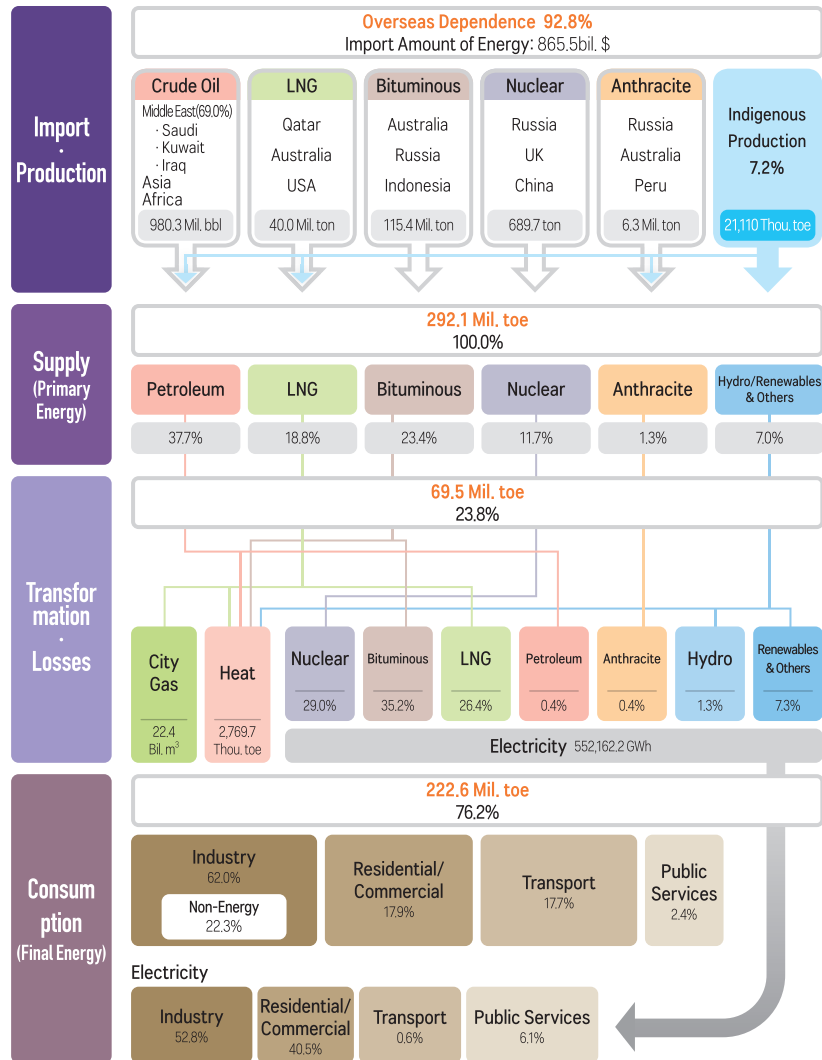 Import
·
Production
Overseas Dependence 92.8%
Import Amount of Energy: 865.5bil. $
Crude Oil
Middle East(69.0%)
· Saudi
· Kuwait
· Iraq
Asia
Africa
980.3 Mil. bbl
LNG
Qatar
Australia
USA
40.0 Mil. ton
Bituminous
Australia
Russia
Indonesia
115.4 Mil. ton
Nuclear
Russia
UK
China
689.7 ton
Anthracite
Russia
Australia
Peru
6.3 Mil. ton
Indigenous
Production
7.2%
21,110 Thou. toe
Supply
(Primary
Energy)
292.1 Mil. toe
100.0%
Petroleum
37.7%
LNG
18.8%
Bituminous
23.4%
Nuclear
11.7%
Anthracite
1.3%
Hydro/Renewables
& Others
7.0%
Transfor
mation
·
Losses
69.5 Mil. toe
23.8%
City
Gas
22.4
Bil. m³
Heat
2,769.7
Thou. toe
Nuclear
29.0%
Bituminous
35.2%
LNG
26.4%
Petroleum
0.4%
Anthracite
0.4%
Hydro
1.3%
Renewables
& Others
7.3%
Electricity 552,162.2 GWh
Consum
ption
(Final Energy)
222.6 Mil. toe
76.2%
Industry
62.0%
Non-Energy
22.3%
Residential/
Commercial
17.9%
Transport
17.7%
Public
Services
2.4%
Electricity
Industry
52.8%
Residential/
Commercial
40.5%
Transport
0.6%
Public Services
6.1%